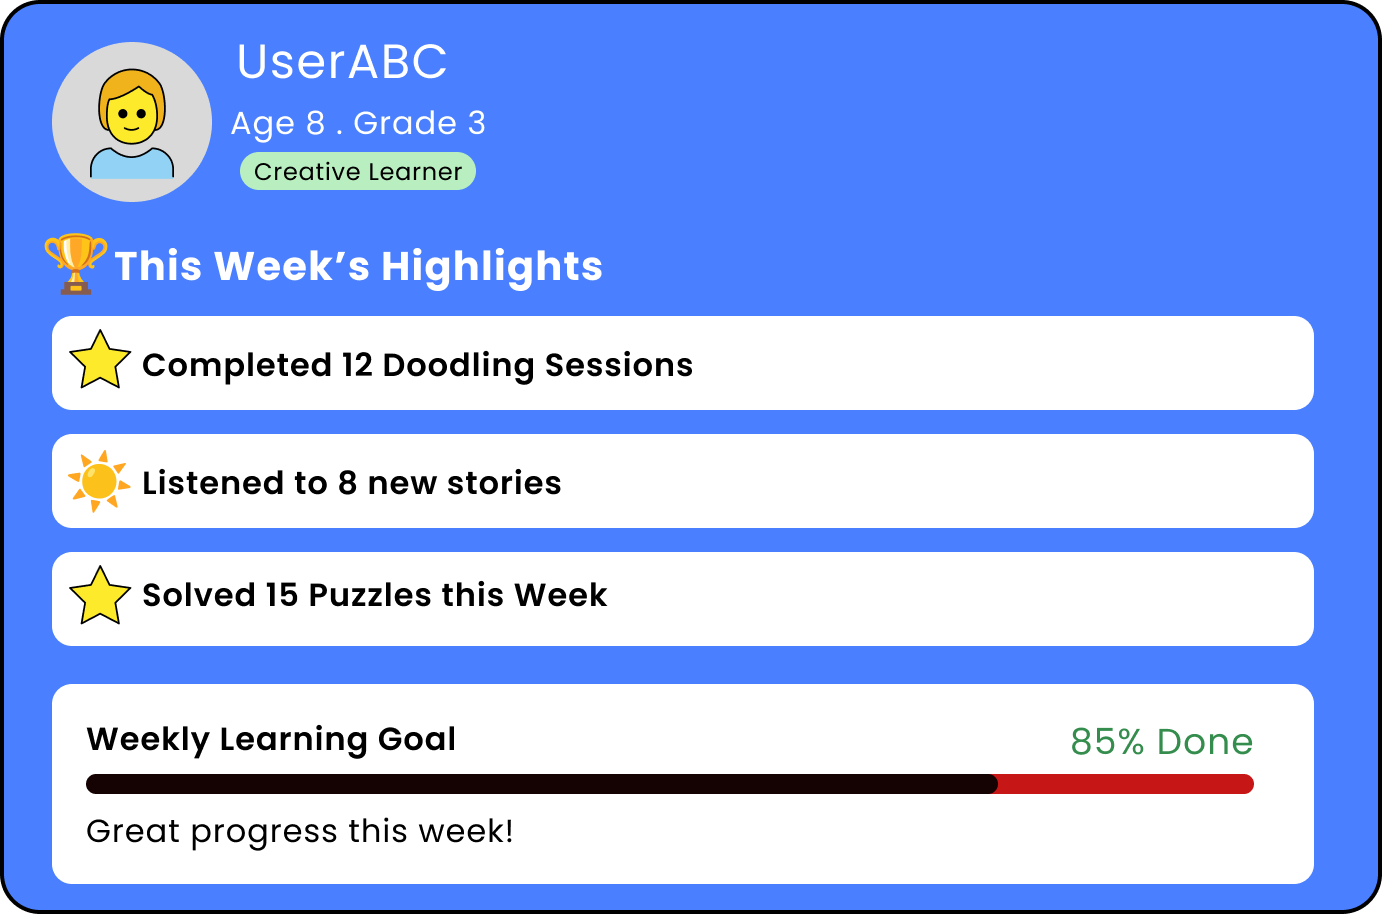 UserABC
Age 8 . Grade 3
Creative Learner
This Week’s Highlights
Completed 12 Doodling Sessions
Listened to 8 new stories
Solved 15 Puzzles this Week
Weekly Learning Goal
85% Done
Great progress this week!